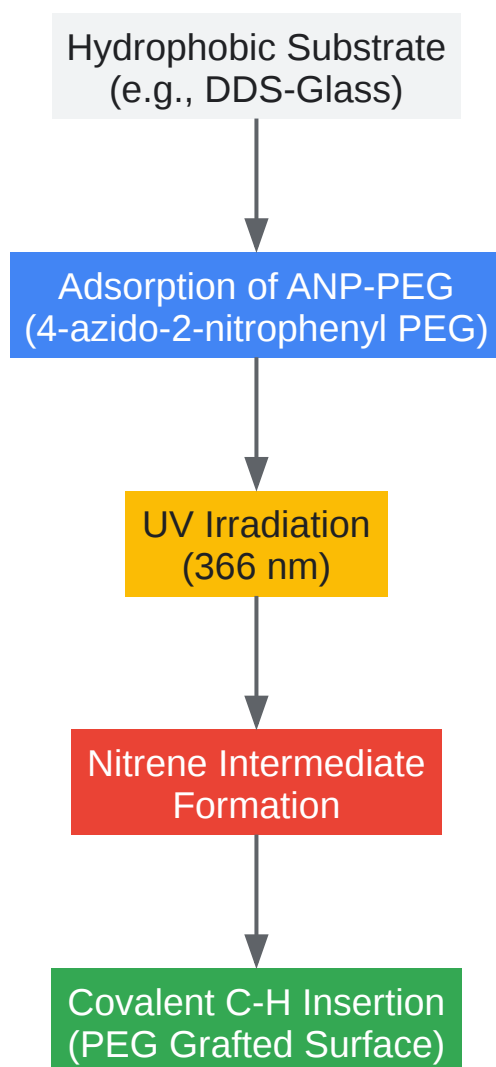 Hydrophobic Substrate
(e.g., DDS-Glass)
Adsorption of ANP-PEG
(4-azido-2-nitrophenyl PEG)
UV Irradiation
(366 nm)
Nitrene Intermediate
Formation
Covalent C-H Insertion
(PEG Grafted Surface)